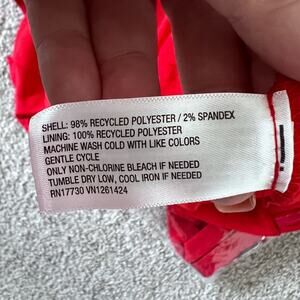 SHELL: 98% RECYCLED POLYESTER / 2% SPANDEX
LINING: 100% RECYCLED POLYESTER
MACHINE WASH COLD WITH LIKE COLORS
GENTLE CYCLE
ONLY NON-CHLORINE BLEACH IF NEEDED
TUMBLE DRY LOW, COOL IRON IF NEEDED
RN17730 VN1261424